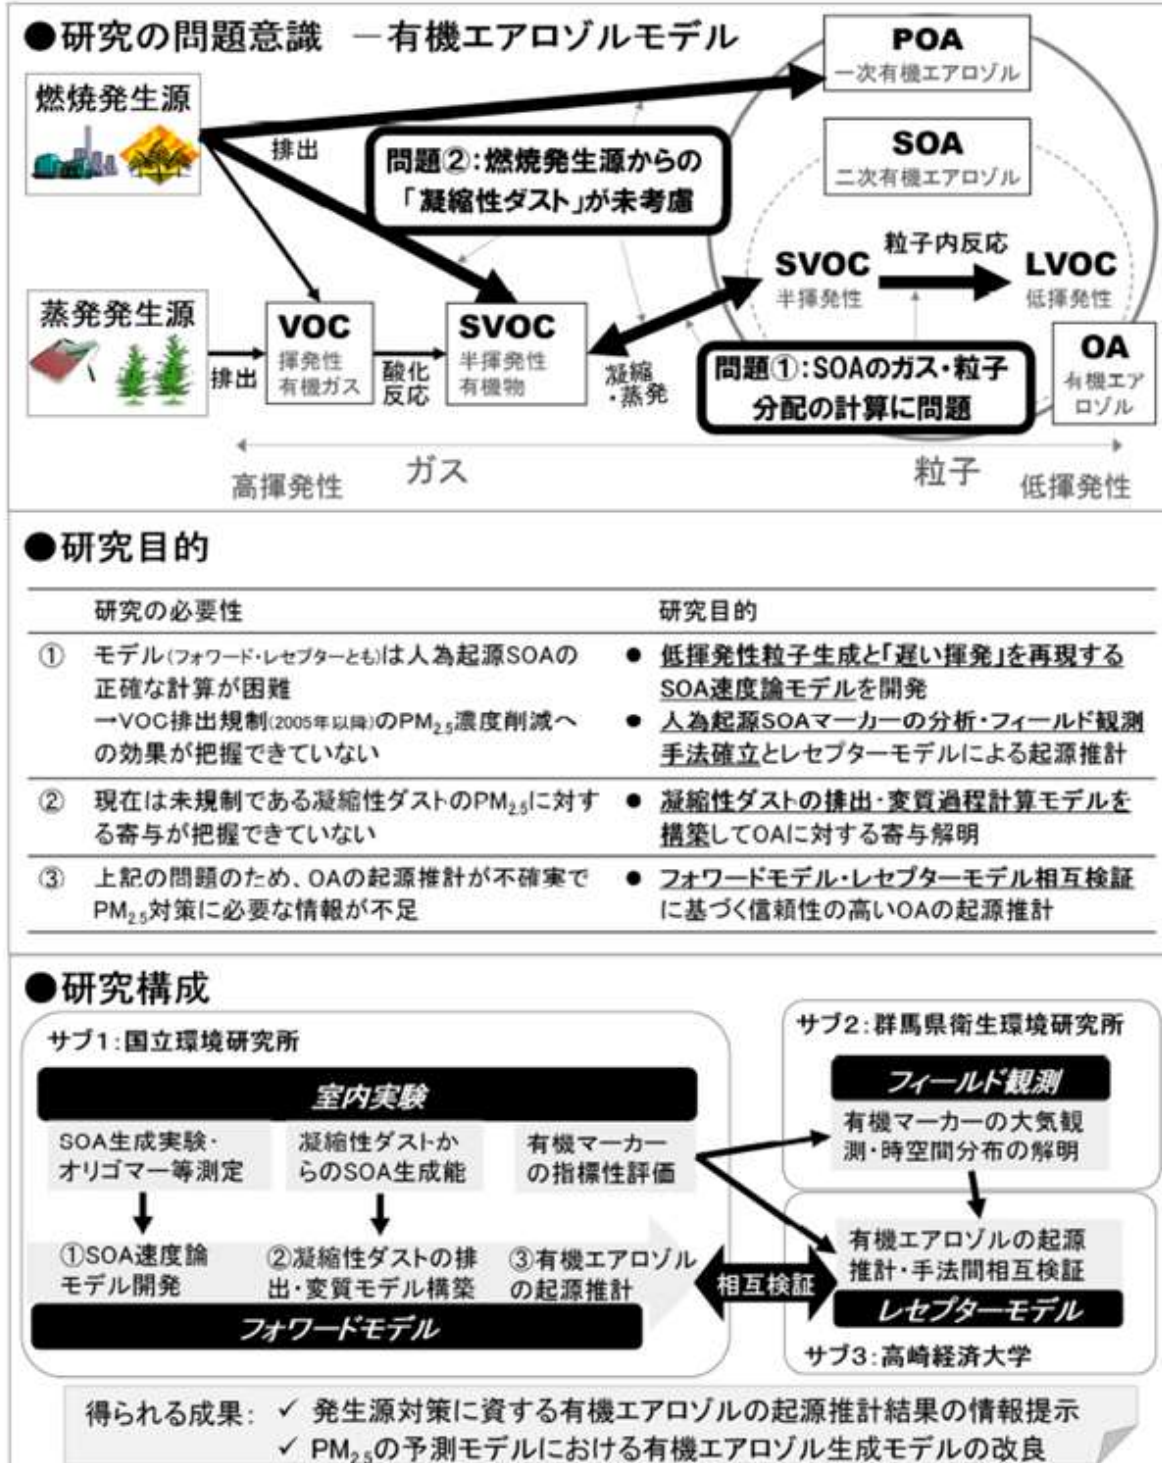 ●研究の問題意識 －有機エアロゾルモデル
POA
一次有機エアロゾル
燃焼発生源
排出
問題②:燃焼発生源からの
「凝縮性ダスト」が未考慮
SOA
二次有機エアロゾル
粒子内反応
SVOC
半揮発性
LVOC
低揮発性
蒸発発生源
排出
VOC
揮発性
有機ガス
酸化
反応
SVOC
半揮発性
有機物
凝縮
・蒸発
問題①:SOAのガス・粒子
分配の計算に問題
OA
有機エア
ロゾル
高揮発性
ガス
粒子
低揮発性
●研究目的
研究の必要性
研究目的
① モデル(フォワード・レセプターとも)は人為起源SOAの
正確な計算が困難
→VOC排出規制(2005年以降)のPM2.5濃度削減へ
の効果が把握できていない
● 低揮発性粒子生成と「遅い揮発」を再現する
SOA速度論モデルを開発
● 人為起源SOAマーカーの分析・フィールド観測
手法確立とレセプターモデルによる起源推計
② 現在は未規制である凝縮性ダストのPM2.5に対す
る寄与が把握できていない
● 凝縮性ダストの排出・変質過程計算モデルを
構築してOAに対する寄与解明
③ 上記の問題のため、OAの起源推計が不確実で
PM2.5対策に必要な情報が不足
● フォワードモデル・レセプターモデル相互検証
に基づく信頼性の高いOAの起源推計
●研究構成
サブ1:国立環境研究所
室内実験
SOA生成実験・
オリゴマー等測定
凝縮性ダストか
らのSOA生成能
有機マーカー
の指標性評価
①SOA速度論
モデル開発
②凝縮性ダストの排
出・変質モデル構築
③有機エアロゾル
の起源推計
フォワードモデル
相互検証
サブ2:群馬県衛生環境研究所
フィールド観測
有機マーカーの大気観
測・時空間分布の解明
有機エアロゾルの起源
推計・手法間相互検証
レセプターモデル
サブ3:高崎経済大学
得られる成果: ✓ 発生源対策に資する有機エアロゾルの起源推計結果の情報提示
✓ PM2.5の予測モデルにおける有機エアロゾル生成モデルの改良